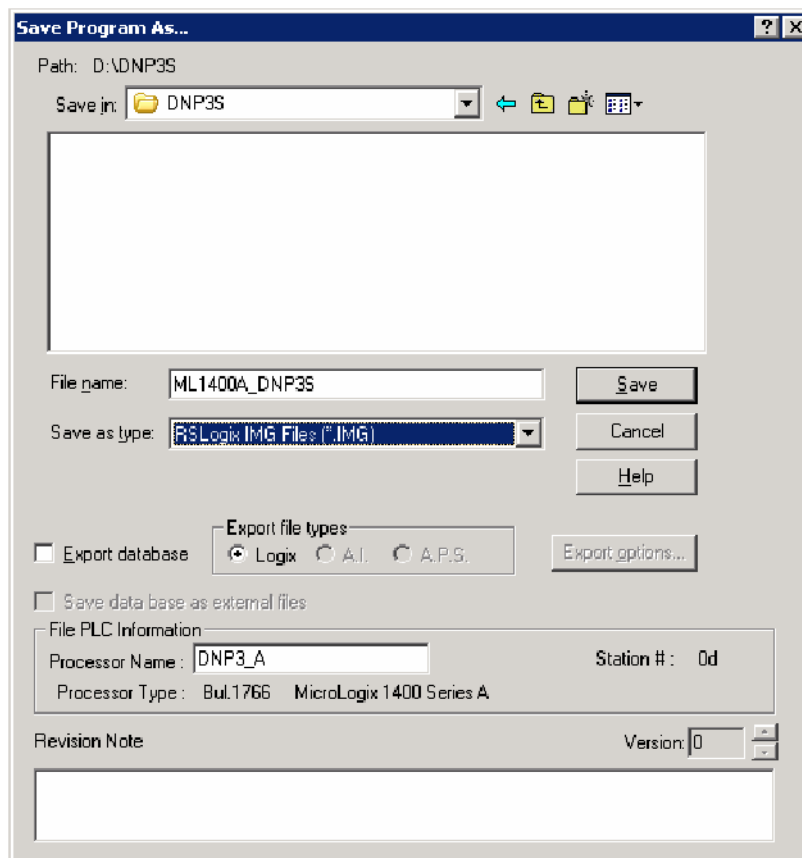 Save Program As...
Path: D:\DNP3S
Save in: DNP3S
File name: ML1400A_DNP3S Save
Save as type: RSLogix IMG Files (*.IMG) Cancel
Help
Export file types
Export database Logix A.I. A.P.S. Export options...
Save data base as external files
File PLC Information
Processor Name : DNP3_A Station # : 0d
Processor Type : Bul.1766 MicroLogix 1400 Series A
Revision Note Version: 0